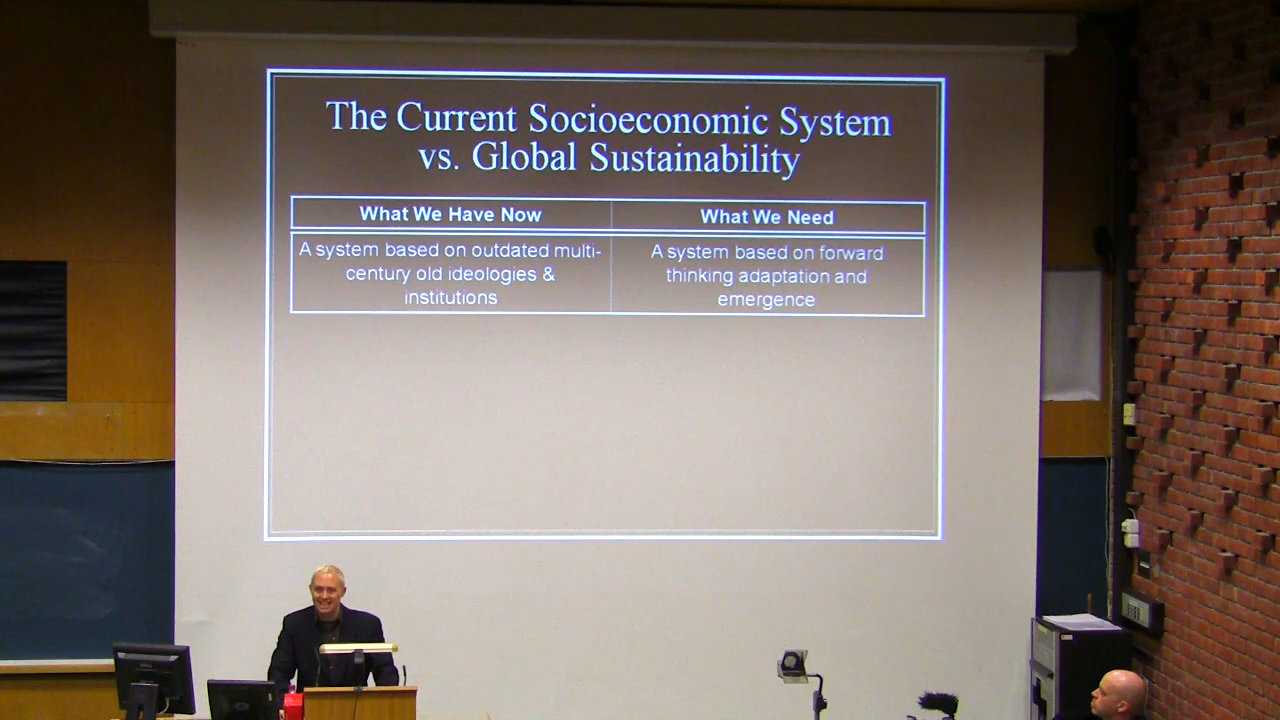 The Current Socioeconomic System
vs. Global Sustainability
What We Have Now
What We Need
A system based on outdated multi-
century old ideologies &
institutions
A system based on forward
thinking adaptation and
emergence